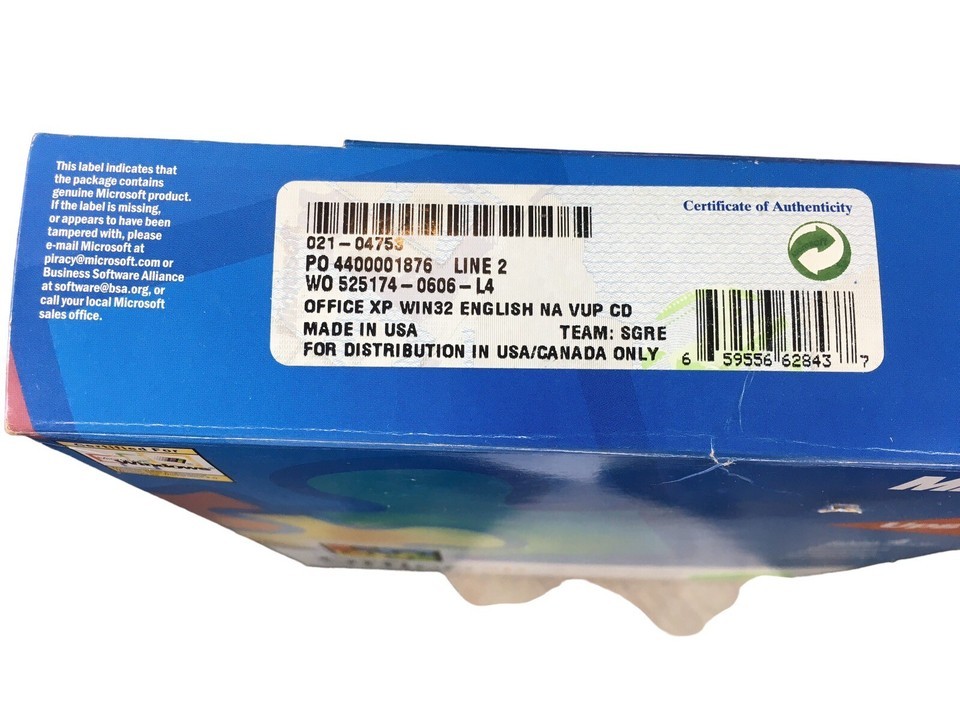 This label indicates that
the package contains
genuine Microsoft product.
If the label is missing,
or appears to have been
tampered with, please
e-mail Microsoft at
piracy@microsoft.com or
Business Software Alliance
at software@bsa.org, or
call your local Microsoft
sales office.
Certificate of Authenticity
021-04753
PO 4400001876 LINE 2
WO 525174-0606-L4
OFFICE XP WIN32 ENGLISH NA VUP CD
MADE IN USA TEAM: SGRE
FOR DISTRIBUTION IN USA/CANADA ONLY
6 59556 62843 7
Certified For
Windows